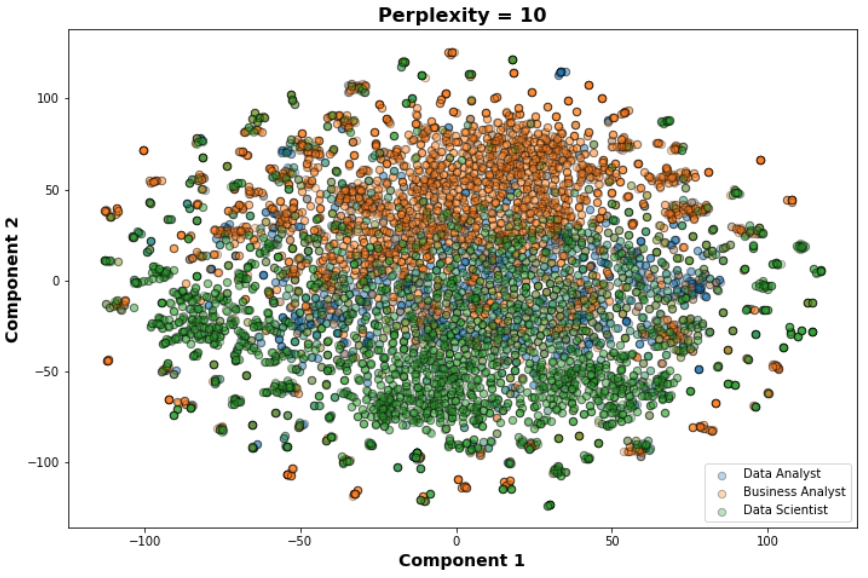 Perplexity = 10
Component 2
100
50
0
−50
−100
−100
−50
0
50
100
Component 1
Data Analyst
Business Analyst
Data Scientist